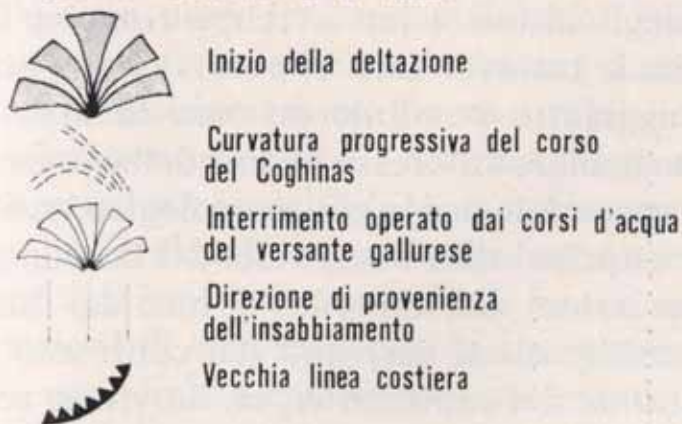 Inizio della deltazione
Curvatura progressiva del corso
del Coghinas
Interrimento operato dai corsi d'acqua
del versante gallurese
Direzione di provenienza
dell'insabbiamento
Vecchia linea costiera